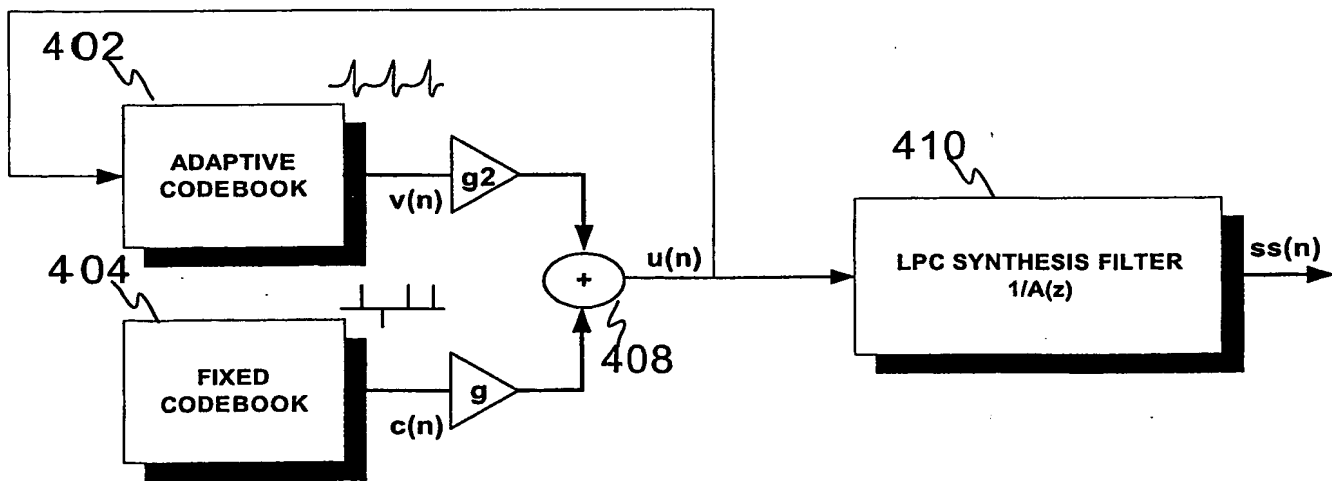 402
ADAPTIVE
CODEBOOK
v(n)
g2
404
FIXED
CODEBOOK
c(n)
g
+
408
u(n)
410
LPC SYNTHESIS FILTER
1/A(z)
ss(n)